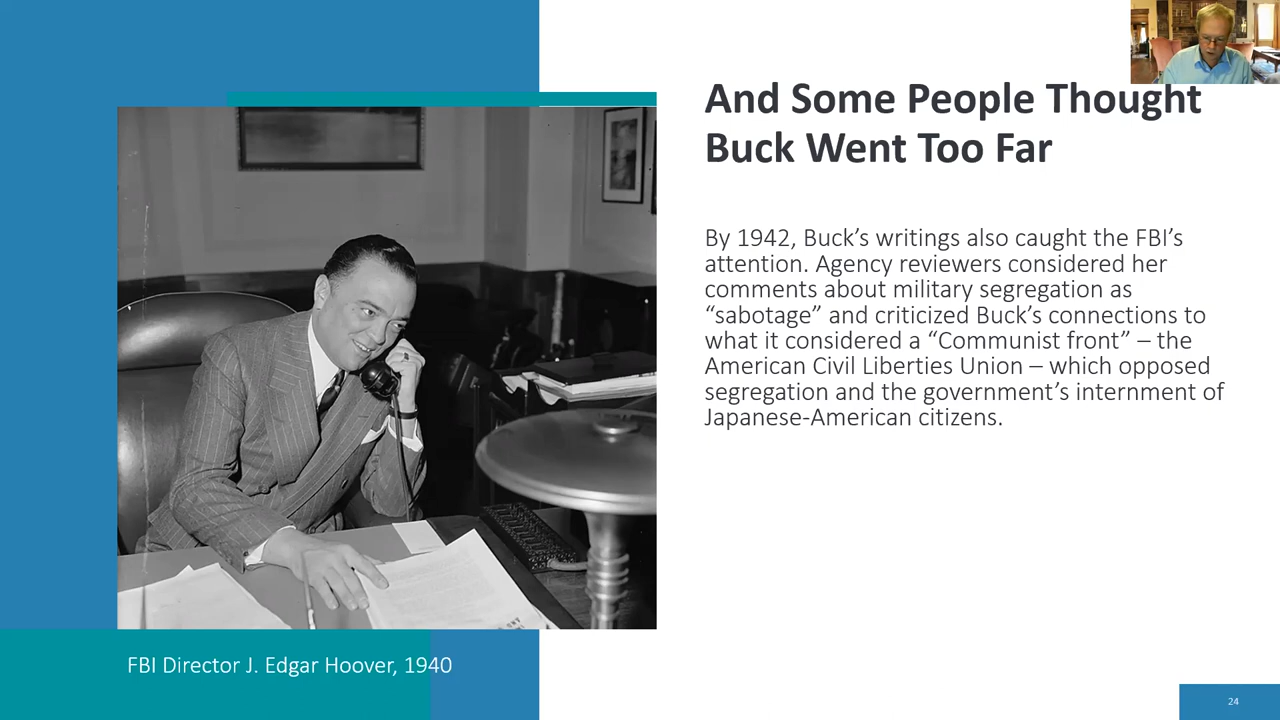 And Some People Thought
Buck Went Too Far
By 1942, Buck’s writings also caught the FBI’s
attention. Agency reviewers considered her
comments about military segregation as
“sabotage” and criticized Buck’s connections to
what it considered a “Communist front” – the
American Civil Liberties Union – which opposed
segregation and the government’s internment of
Japanese-American citizens.
FBI Director J. Edgar Hoover, 1940
24